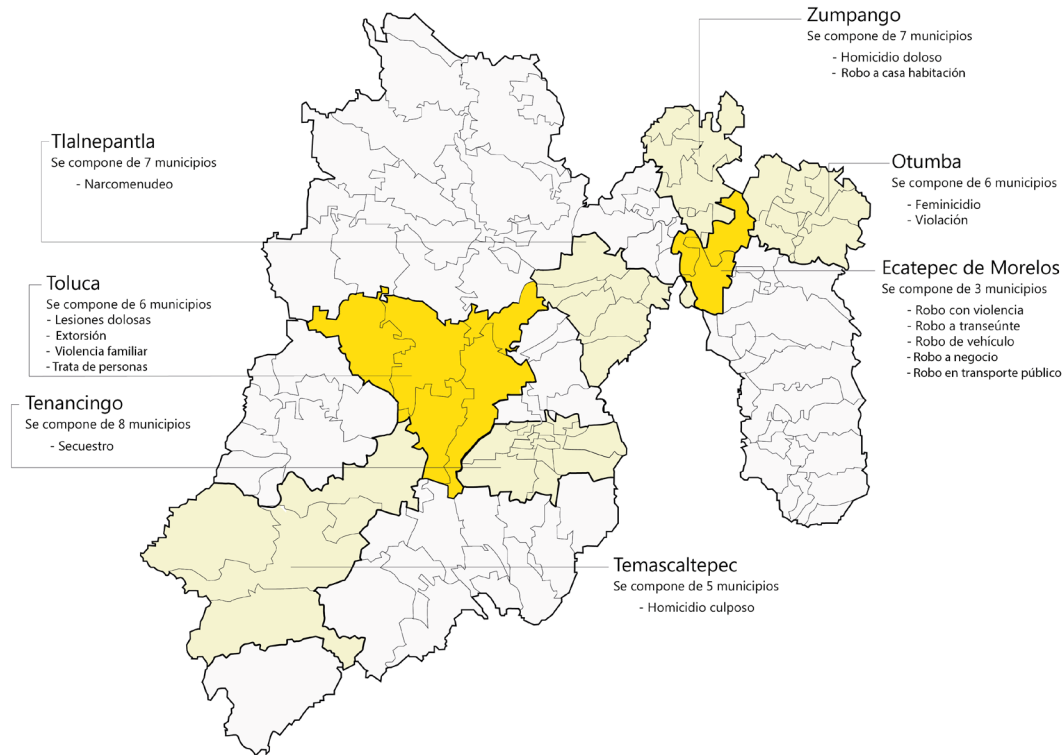 Zumpango
Se compone de 7 municipios
- Homicidio doloso
- Robo a casa habitación
Tlalnepantla
Se compone de 7 municipios
- Narcomenudeo
Otumba
Se compone de 6 municipios
- Feminicidio
- Violación
Toluca
Se compone de 6 municipios
- Lesiones dolosas
- Extorsión
- Violencia familiar
- Trata de personas
Ecatepec de Morelos
Se compone de 3 municipios
- Robo con violencia
- Robo a transeúnte
- Robo de vehículo
- Robo a negocio
- Robo en transporte público
Tenancingo
Se compone de 8 municipios
- Secuestro
Temascaltepec
Se compone de 5 municipios
- Homicidio culposo